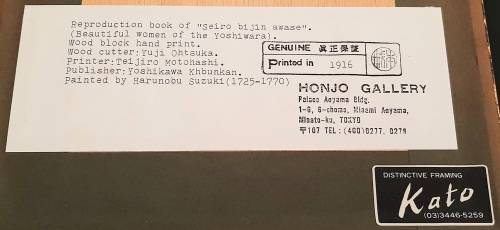 Reproduction book of "Seiro bijin awase".
(Beautiful women of the Yoshiwara).
Wood block hand print.
Wood cutter:Yuji Ohtsuka.
Printer:Teijiro Motohashi.
Publisher:Yoshikawa Khbunkan.
Painted by Harunobu Suzuki(1725-1770)
GENUINE 眞正保証
Printed in 1916
HONJO GALLERY
Palace Aoyama Bldg.
1-6, 6-chome, Minami Aoyama,
Minato-ku, TOKYO
〒107 TEL:(400)0277, 0278
DISTINCTIVE FRAMING
Kato
(03)3446-5259